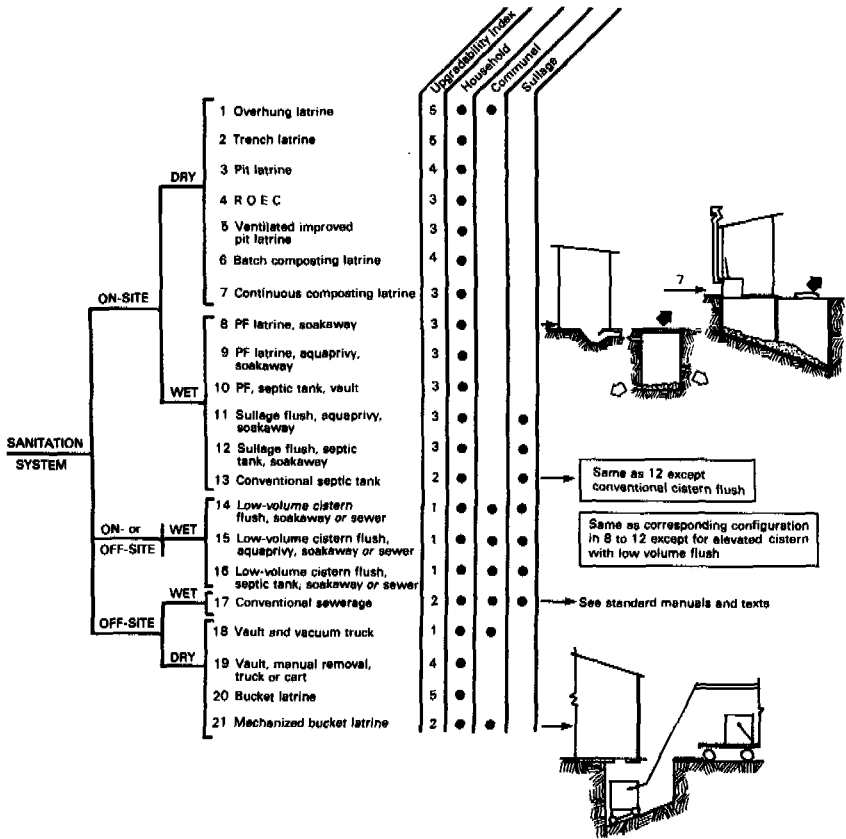 Upgradability Index
Household
Communal
Sullage
1 Overhung latrine 5 ● ●
2 Trench latrine 5 ●
3 Pit latrine 4 ●
DRY
4 R O E C 3 ●
5 Ventilated improved 3 ●
pit latrine
6 Batch composting latrine 4 ●
7 Continuous composting latrine 3 ●
7
ON-SITE
8 PF latrine, soakaway 3 ●
9 PF latrine, aquaprivy, 3 ●
soakaway
10 PF, septic tank, vault 3 ●
WET
11 Sullage flush, aquaprivy, 3 ● ●
soakaway
12 Sullage flush, septic 3 ● ●
tank, soakaway
13 Conventional septic tank 2 ● ●
SANITATION
SYSTEM
Same as 12 except
conventional cistern flush
14 Low-volume cistern 1 ● ● ●
flush, soakaway or sewer
ON- or
OFF-SITE
WET
15 Low-volume cistern flush, 1 ● ● ●
aquaprivy, soakaway or sewer
16 Low-volume cistern flush, 1 ● ● ●
septic tank, soakaway or sewer
Same as corresponding configuration
in 8 to 12 except for elevated cistern
with low volume flush
WET
17 Conventional sewerage 2 ● ● ●
See standard manuals and texts
OFF-SITE
18 Vault and vacuum truck 1 ● ●
DRY
19 Vault, manual removal, 4 ●
truck or cart
20 Bucket latrine 5 ●
21 Mechanized bucket latrine 2 ● ●